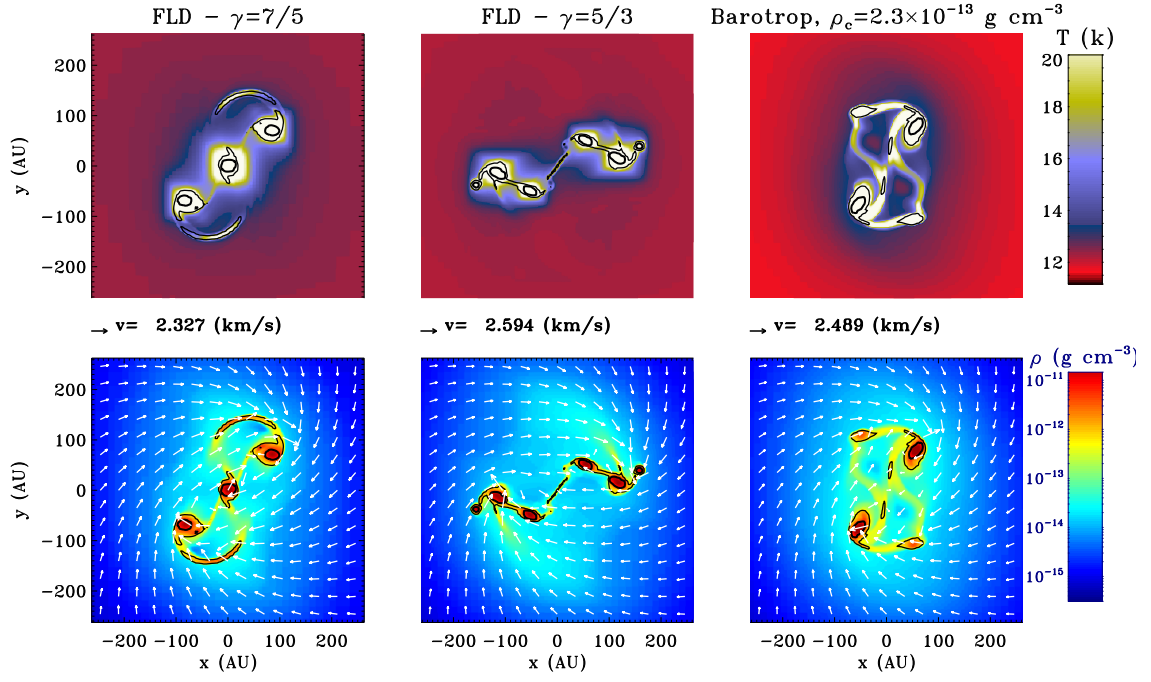 FLD − γ=7/5
FLD − γ=5/3
Barotrop, ρc=2.3×10−13 g cm−3
T (k)
200
100
0
−100
−200
y (AU)
20
18
16
14
12
v= 2.327 (km/s)
v= 2.594 (km/s)
v= 2.489 (km/s)
ρ (g cm−3)
200
100
0
−100
−200
y (AU)
10−11
10−12
10−13
10−14
10−15
−200 −100 0 100 200
−200 −100 0 100 200
−200 −100 0 100 200
x (AU)
x (AU)
x (AU)